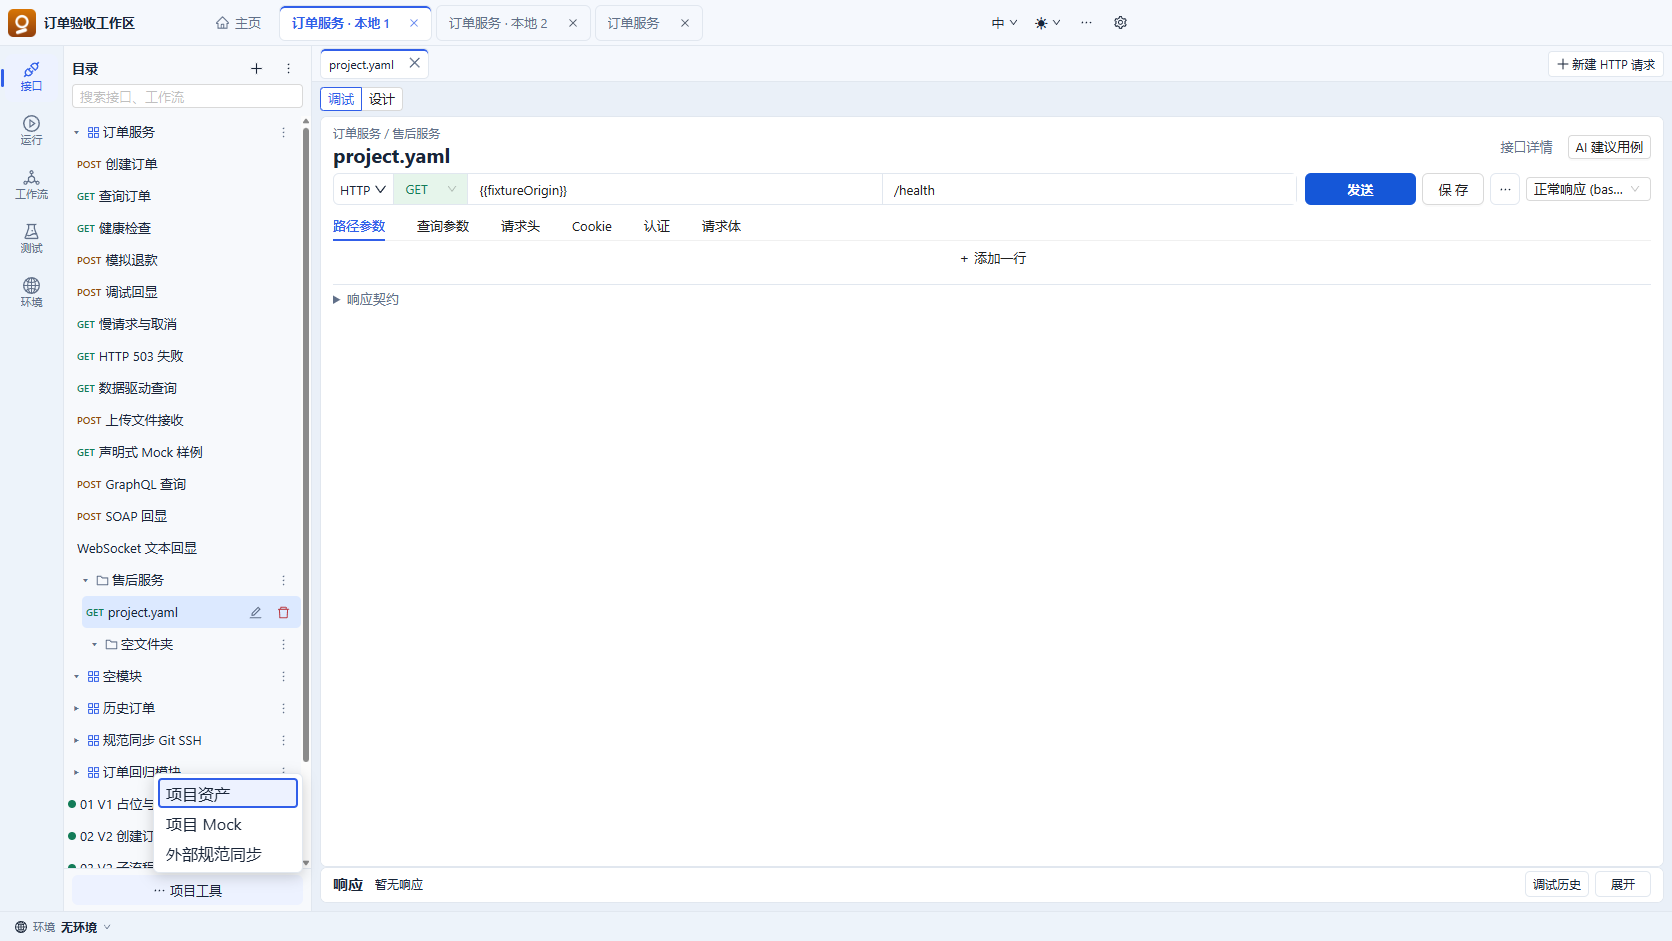 订单验收工作区
主页
订单服务 · 本地 1
订单服务 · 本地 2
订单服务
中
接口
运行
工作流
测试
环境
目录
搜索接口、工作流
订单服务
POST 创建订单
GET 查询订单
GET 健康检查
POST 模拟退款
POST 调试回显
GET 慢请求与取消
GET HTTP 503 失败
GET 数据驱动查询
POST 上传文件接收
GET 声明式 Mock 样例
POST GraphQL 查询
POST SOAP 回显
WebSocket 文本回显
售后服务
GET project.yaml
空文件夹
空模块
历史订单
规范同步 Git SSH
订单回归模块
01 V1 占位与
02 V2 创建订
03 V2 子流程
项目资产
项目 Mock
外部规范同步
··· 项目工具
project.yaml
新建 HTTP 请求
调试
设计
订单服务 / 售后服务
project.yaml
接口详情
AI 建议用例
HTTP
GET
{{fixtureOrigin}}
/health
发送
保 存
···
正常响应 (bas...
路径参数
查询参数
请求头
Cookie
认证
请求体
+ 添加一行
响应契约
响应
暂无响应
调试历史
展开
环境
无环境